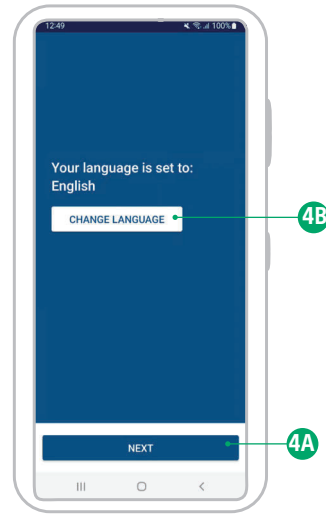 12:49 100%
Your language is set to:
English
CHANGE LANGUAGE
4B
NEXT
4A